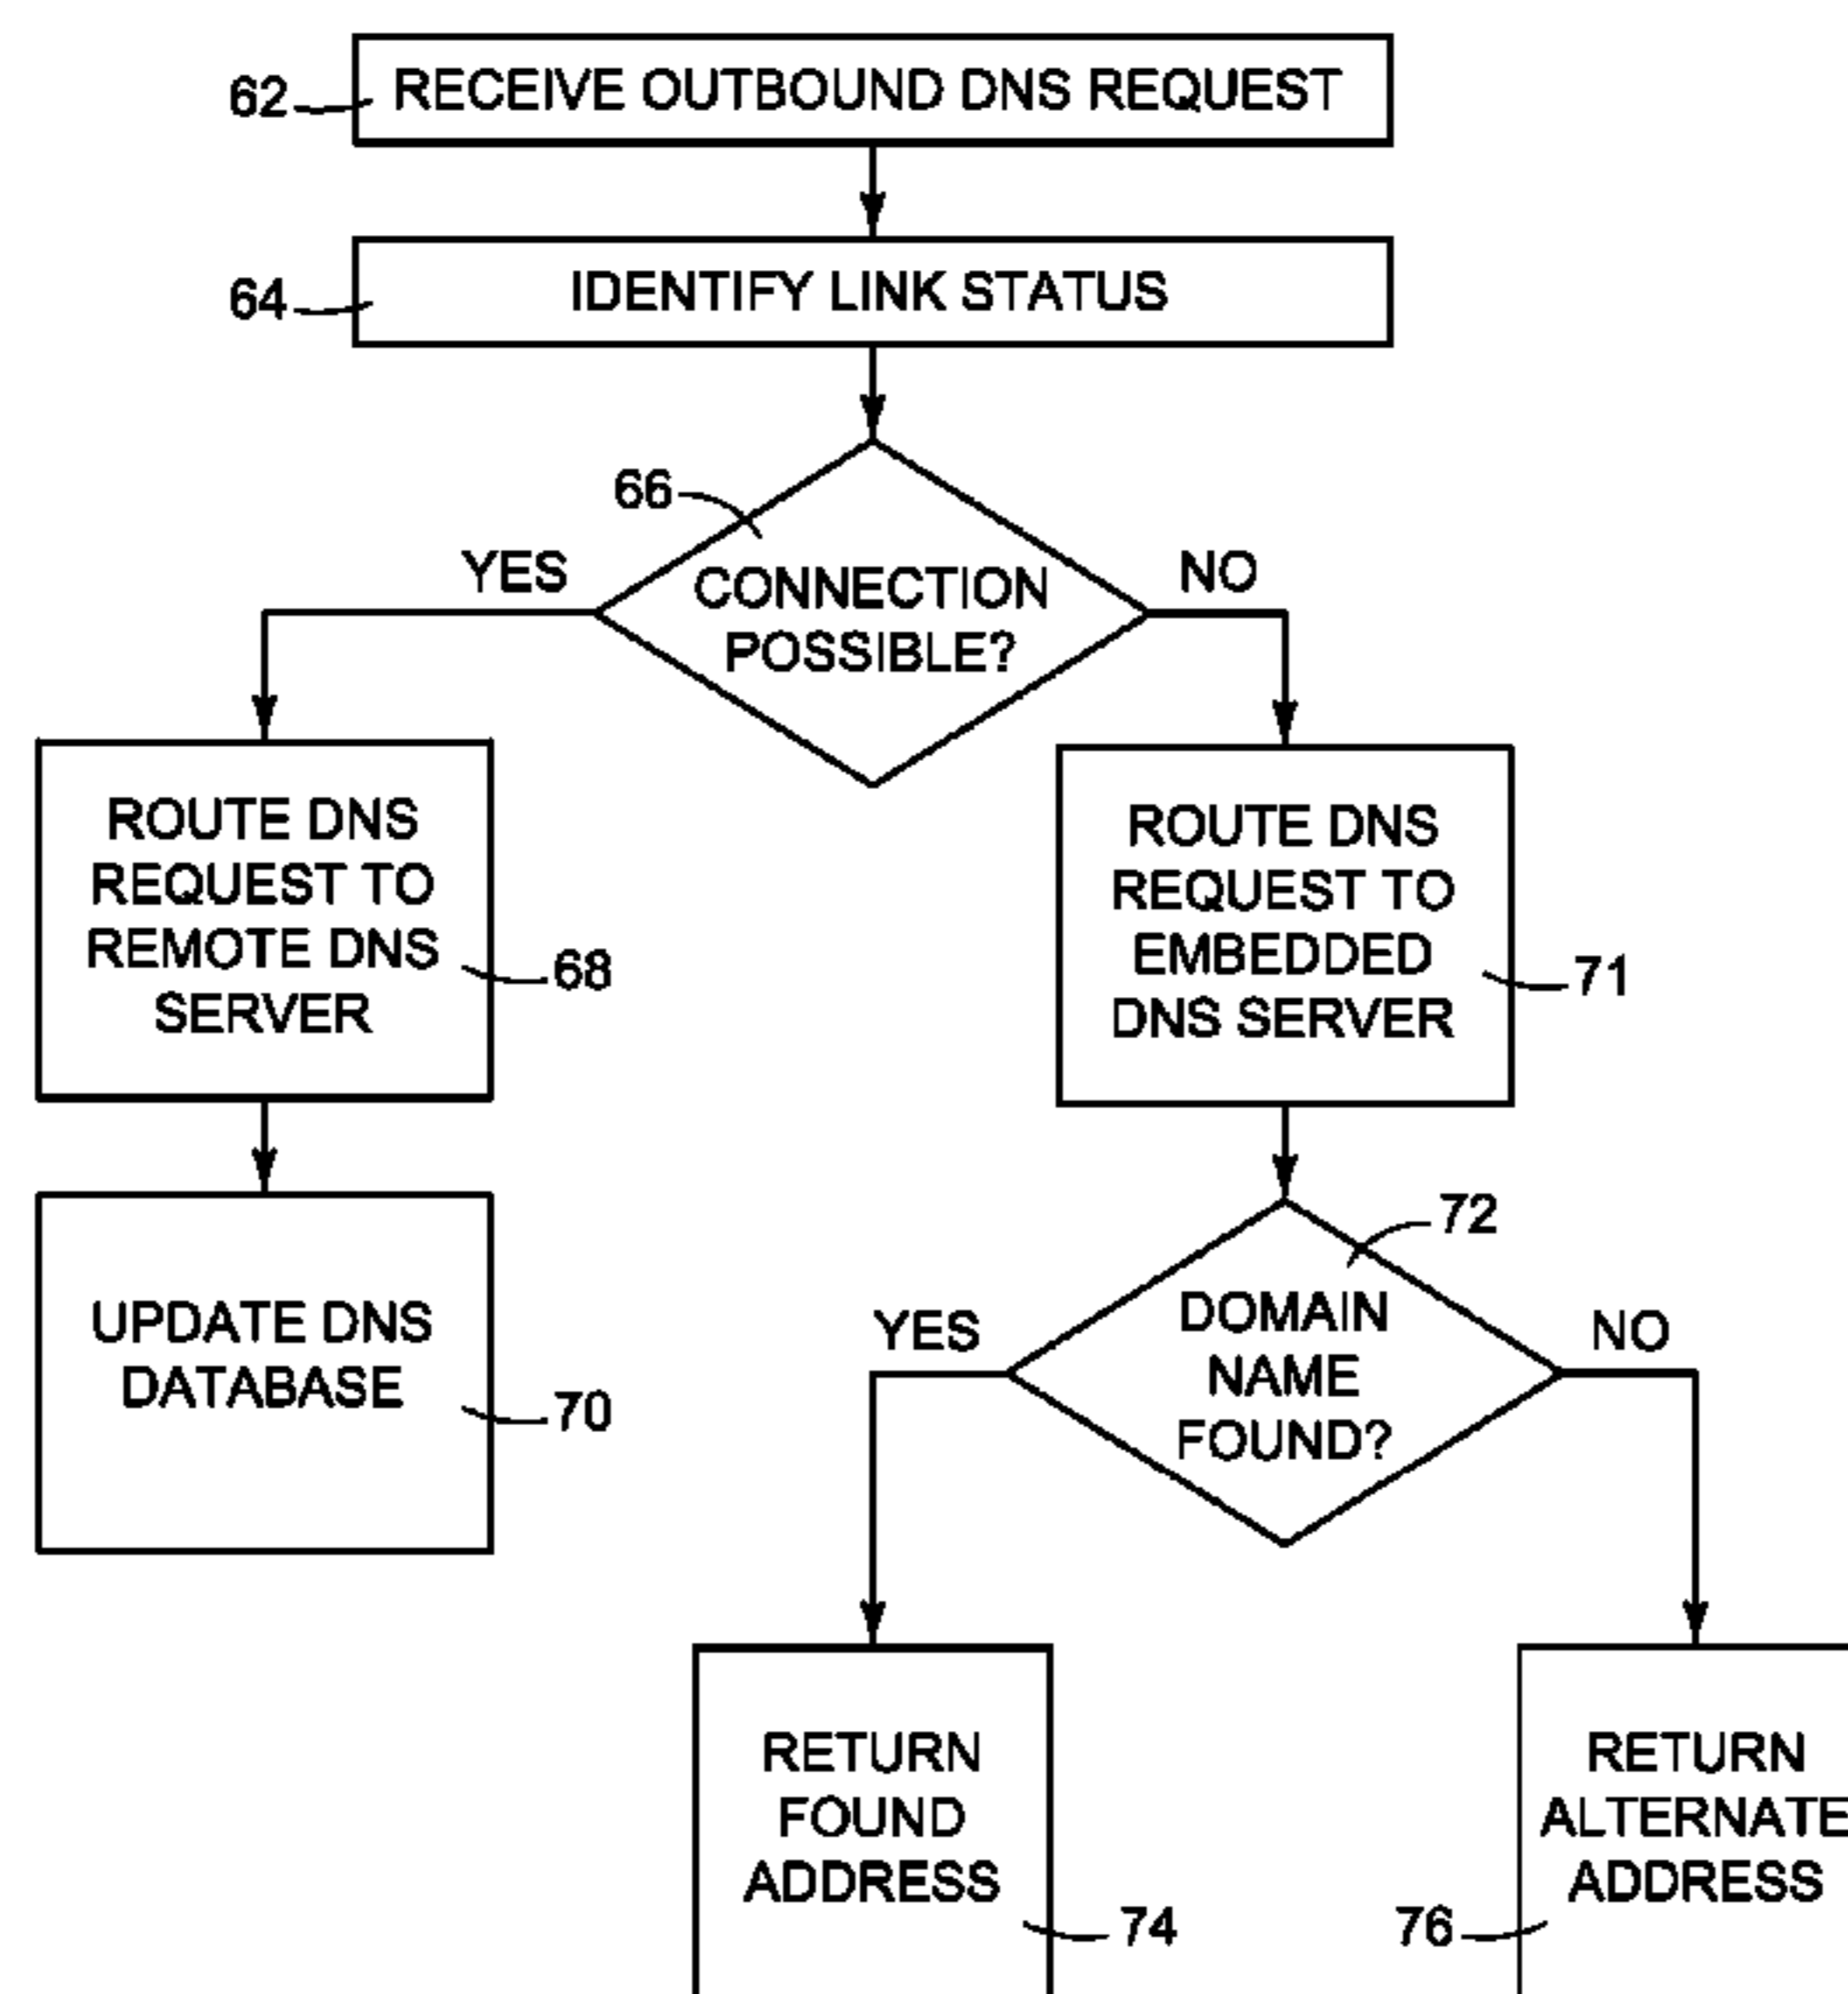 62
RECEIVE OUTBOUND DNS REQUEST
64
IDENTIFY LINK STATUS
66
YES
CONNECTION
POSSIBLE?
NO
ROUTE DNS
REQUEST TO
REMOTE DNS
SERVER
68
ROUTE DNS
REQUEST TO
EMBEDDED
DNS SERVER
71
UPDATE DNS
DATABASE
70
72
YES
DOMAIN
NAME
FOUND?
NO
RETURN
FOUND
ADDRESS
74
RETURN
ALTERNATE
ADDRESS
76